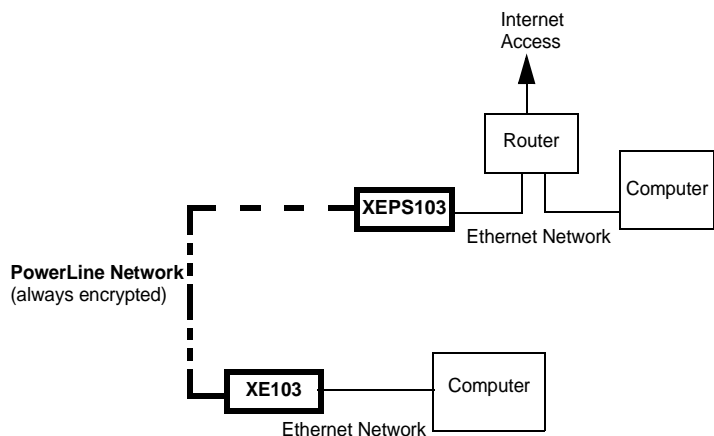 Internet
Access
Router
Computer
XEPS103
Ethernet Network
PowerLine Network
(always encrypted)
XE103
Computer
Ethernet Network